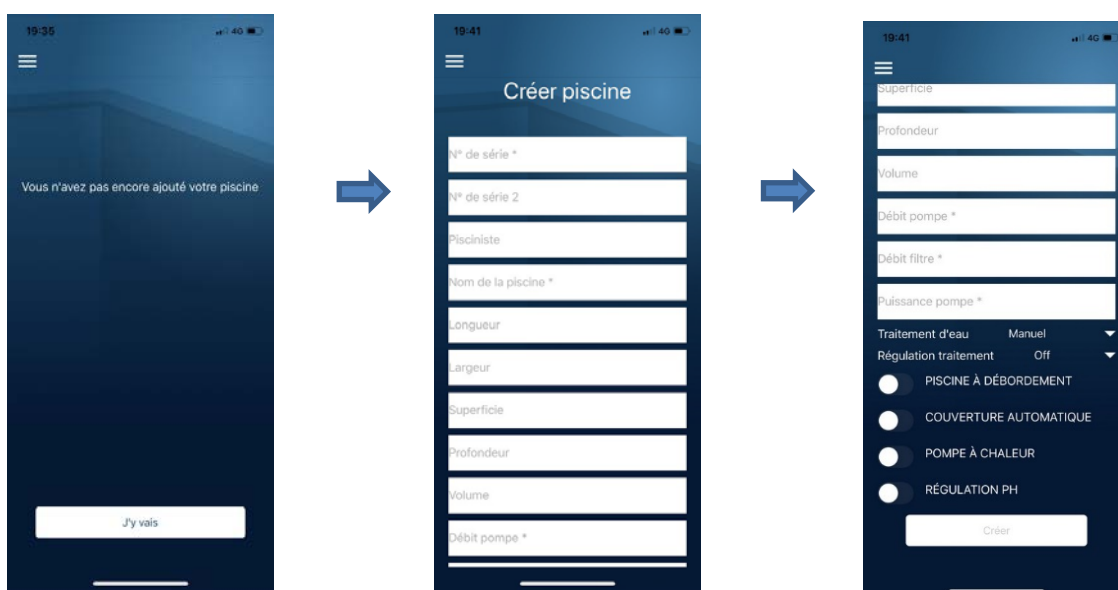 19:35
4G
Vous n'avez pas encore ajouté votre piscine
J'y vais
19:41
4G
Créer piscine
N° de série *
N° de série 2
Pisciniste
Nom de la piscine *
Longueur
Largeur
Superficie
Profondeur
Volume
Débit pompe *
19:41
4G
Superficie
Profondeur
Volume
Débit pompe *
Débit filtre *
Puissance pompe *
Traitement d'eau Manuel
Régulation traitement Off
PISCINE À DÉBORDEMENT
COUVERTURE AUTOMATIQUE
POMPE À CHALEUR
RÉGULATION PH
Créer